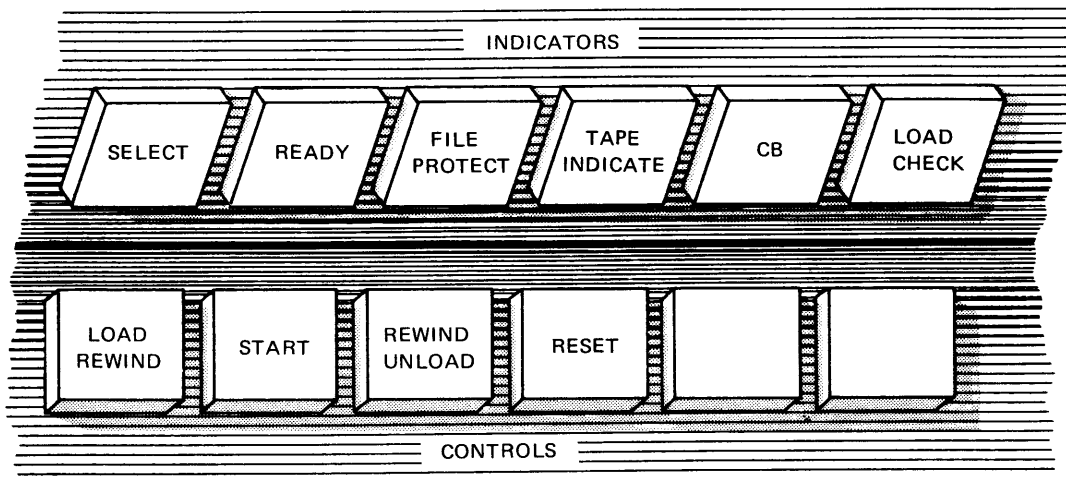 INDICATORS
SELECT
READY
FILE
PROTECT
TAPE
INDICATE
CB
LOAD
CHECK
LOAD
REWIND
START
REWIND
UNLOAD
RESET
CONTROLS